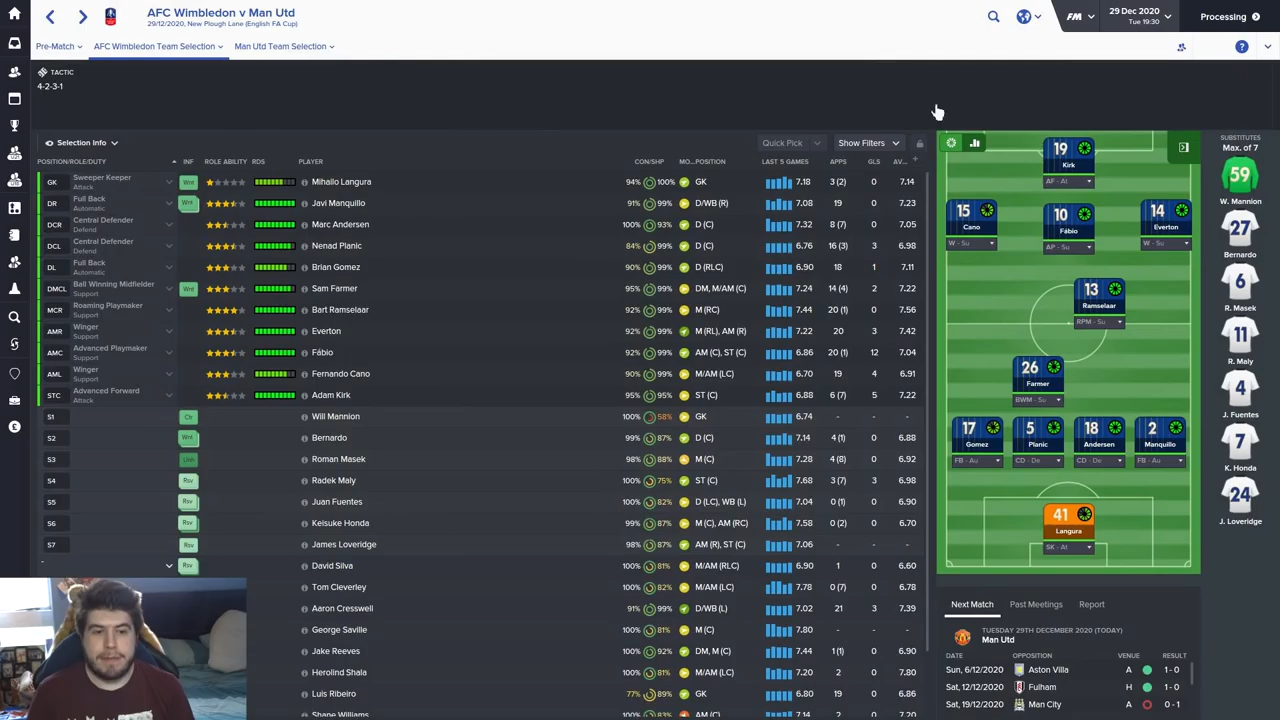 AFC Wimbledon v Man Utd
29/12/2020, New Plough Lane (English FA Cup)
FM
29 Dec 2020
Tue 19:30
Processing
Pre-Match
AFC Wimbledon Team Selection
Man Utd Team Selection
?
TACTIC
4-2-3-1
Selection Info
Quick Pick
Show Filters
POSITION/ROLE/DUTY INF ROLE ABILITY RDS PLAYER CON/SHP MO... POSITION LAST 5 GAMES APPS GLS AV...
GK Sweeper Keeper Attack Wnt Mihallo Langura 94% 100% GK 7.18 3 (2) 0 7.14
DR Full Back Automatic Wnt Javi Manquillo 91% 99% D/WB (R) 7.08 19 0 7.23
DCR Central Defender Defend Marc Andersen 100% 93% D (C) 7.32 8 (7) 0 7.05
DCL Central Defender Defend Nenad Planic 84% 99% D (C) 6.76 16 (3) 3 6.98
DL Full Back Automatic Brian Gomez 90% 99% D (RLC) 6.90 18 1 7.11
DMCL Ball Winning Midfielder Support Wnt Sam Farmer 95% 99% DM, M/AM (C) 7.24 14 (4) 2 7.22
MCR Roaming Playmaker Support Bart Ramselaar 92% 99% M (RC) 7.44 20 (1) 0 7.56
AMR Winger Support Everton 92% 99% M (RL), AM (R) 7.22 20 3 7.42
AMC Advanced Playmaker Support Fábio 92% 99% AM (C), ST (C) 6.86 20 (1) 12 7.04
AML Winger Support Fernando Cano 90% 99% M/AM (LC) 6.70 19 4 6.91
STC Advanced Forward Attack Adam Kirk 95% 95% ST (C) 6.88 6 (7) 5 7.22
S1 Ctr Will Mannion 100% 58% GK 6.74 - - -
S2 Wnt Bernardo 99% 87% D (C) 7.14 4 (1) 0 6.88
S3 Roman Masek 98% 88% M (C) 7.28 4 (8) 0 6.92
S4 Rsv Radek Maly 100% 75% ST (C) 7.68 3 (7) 3 6.98
S5 Rsv Juan Fuentes 100% 82% D (LC), WB (L) 7.04 0 (1) 0 6.90
S6 Rsv Keisuke Honda 99% 87% M (C), AM (RC) 7.58 0 (2) 0 6.70
S7 Rsv James Loveridge 98% 87% AM (R), ST (C) 7.06 - - -
- Rsv David Silva 100% 81% M/AM (RLC) 6.90 1 0 6.60
Tom Cleverley 100% 82% M/AM (LC) 7.78 0 (7) 0 6.80
Aaron Cresswell 91% 99% D/WB (L) 7.02 21 3 7.39
George Saville 100% 81% M (C) 7.80 - - -
Jake Reeves 100% 92% DM, M (C) 7.44 1 (1) 0 6.90
Herolind Shala 100% 81% M/AM (LC) 7.20 2 0 7.80
Luis Ribeiro 77% 89% GK 6.80 19 0 6.86
Shane Williams 100% 83% AM (C) 7.14 2 0 7.20
19
Kirk
AF - At
15
Cano
W - Su
10
Fábio
AP - Su
14
Everton
W - Su
13
Ramselaar
RPM - Su
26
Farmer
BWM - Su
17
Gomez
FB - Au
5
Planic
CD - De
18
Andersen
CD - De
2
Manquillo
FB - Au
41
Langura
SK - At
SUBSTITUTES
Max. of 7
59
W. Mannion
27
Bernardo
6
R. Masek
11
R. Maly
4
J. Fuentes
7
K. Honda
24
J. Loveridge
Next Match Past Meetings Report
TUESDAY 29TH DECEMBER 2020 (TODAY)
Man Utd
DATE OPPOSITION VENUE RESULT
Sun, 6/12/2020 Aston Villa A 1 - 0
Sat, 12/12/2020 Fulham H 1 - 0
Sat, 19/12/2020 Man City A 0 - 1